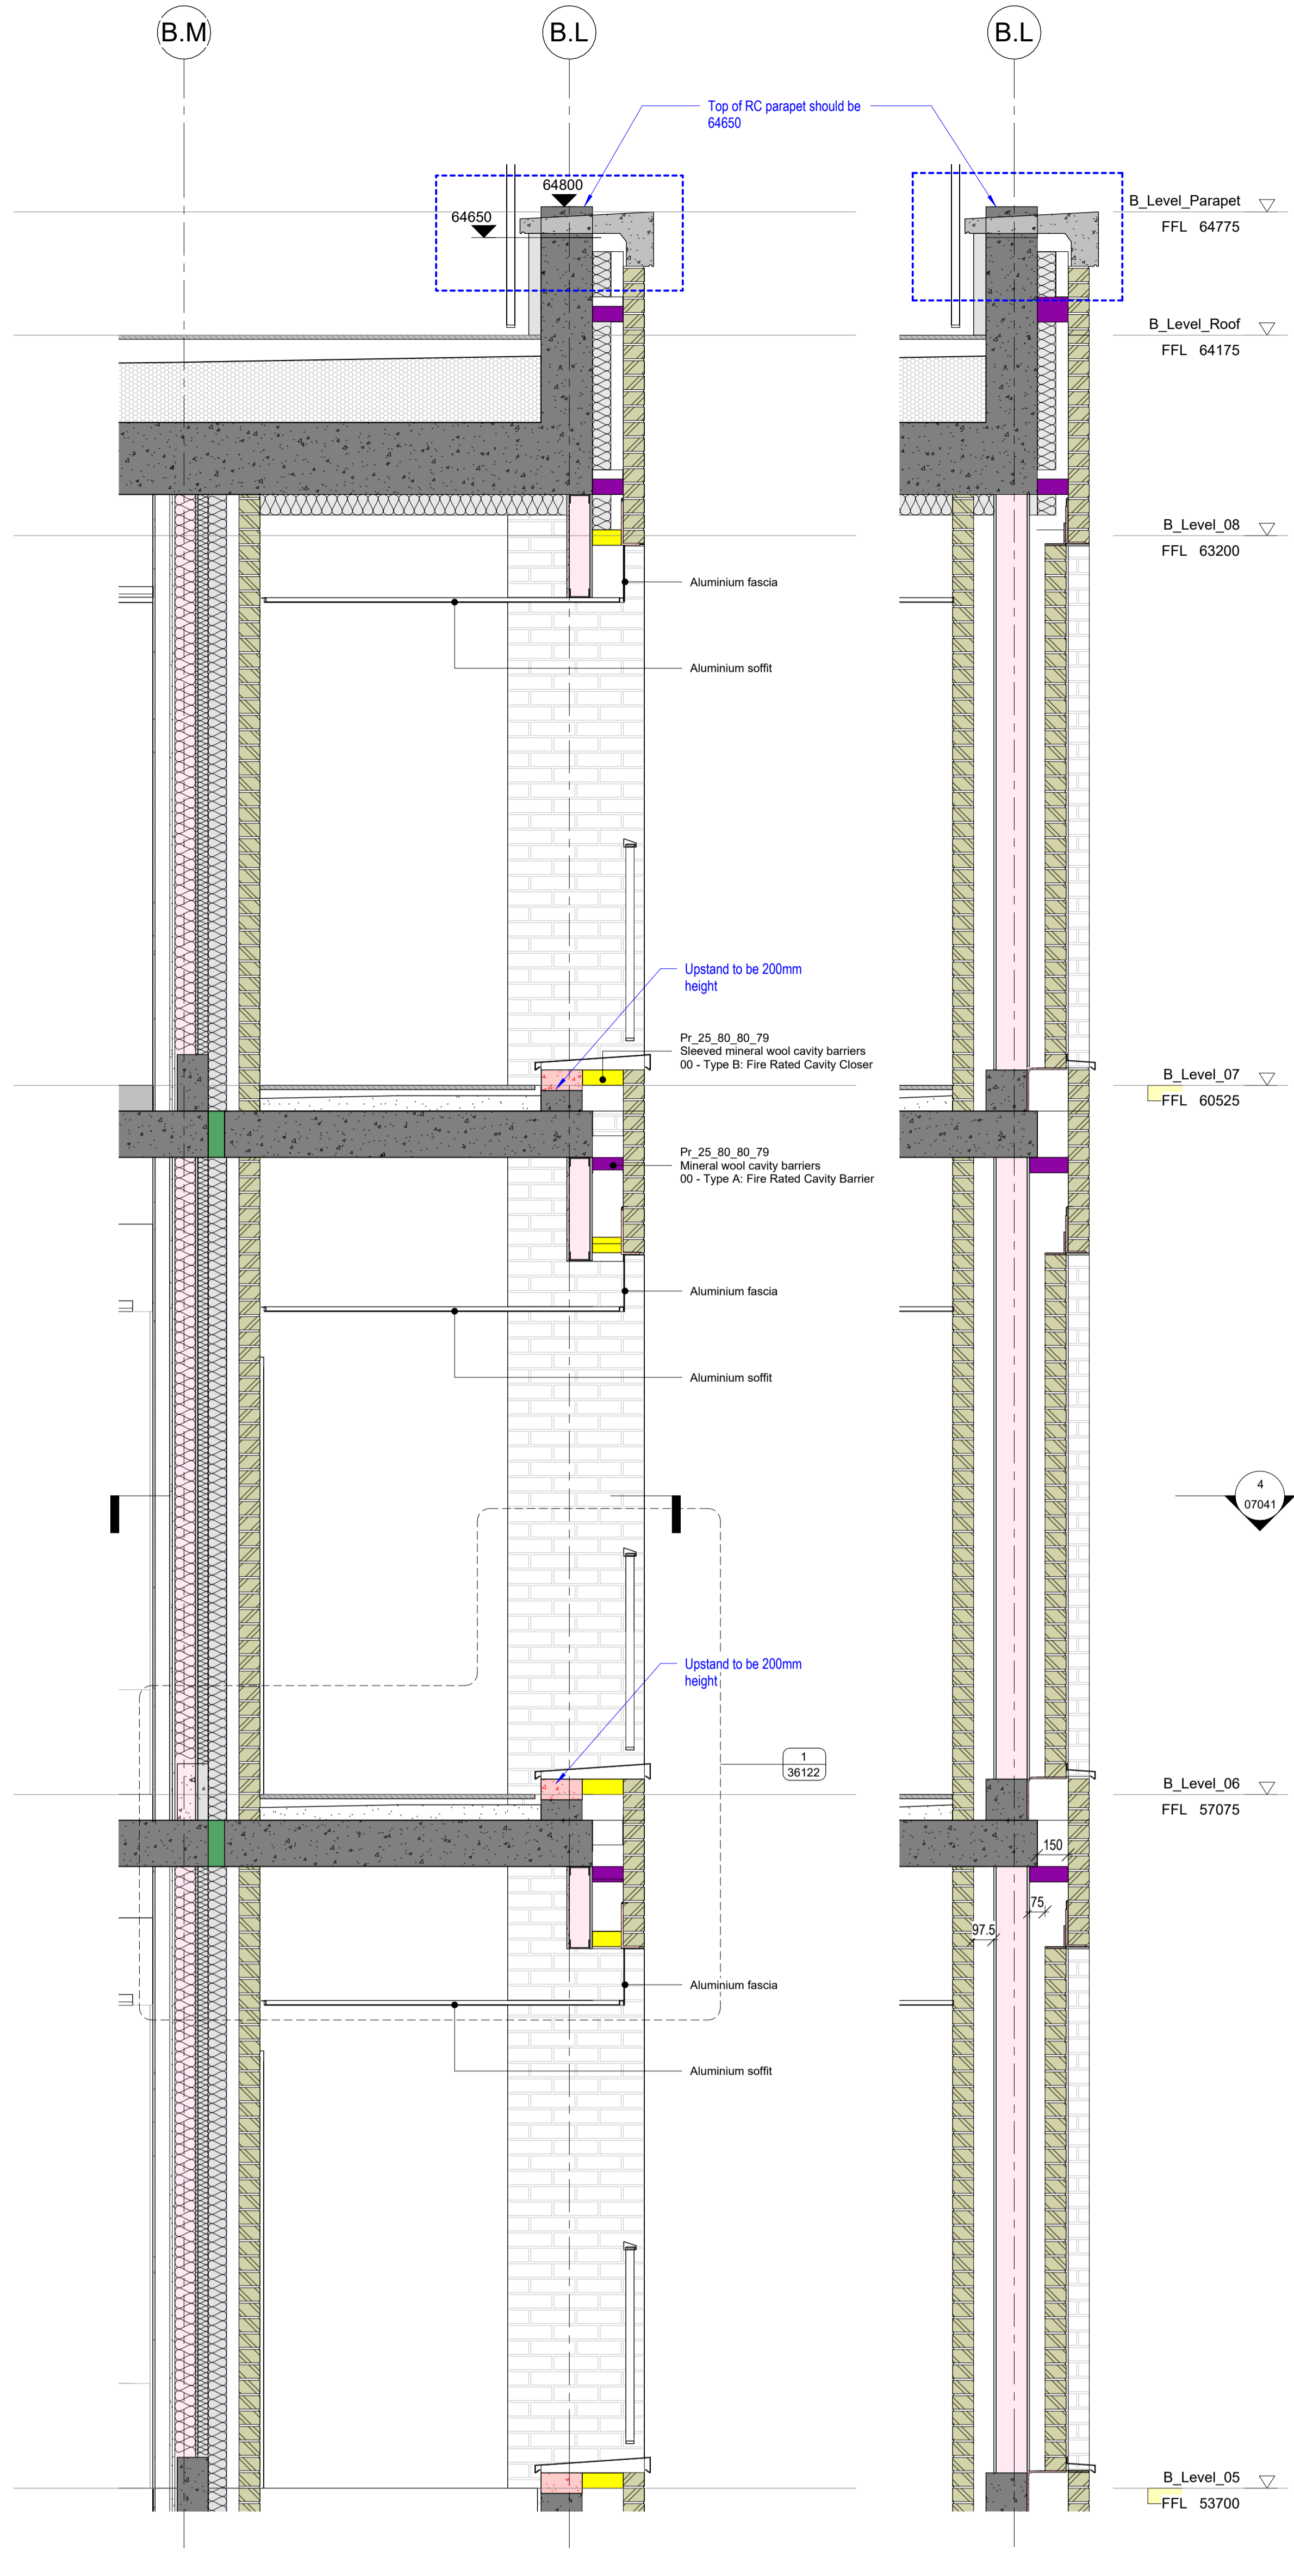 B.M
B.L
B.L
Top of RC parapet should be
64650
64800
64650
B_Level_Parapet
FFL 64775
B_Level_Roof
FFL 64175
B_Level_08
FFL 63200
Aluminium fascia
Aluminium soffit
Upstand to be 200mm
height
Pr_25_80_80_79
Sleeved mineral wool cavity barriers
00 - Type B: Fire Rated Cavity Closer
B_Level_07
FFL 60525
Pr_25_80_80_79
Mineral wool cavity barriers
00 - Type A: Fire Rated Cavity Barrier
Aluminium fascia
Aluminium soffit
4
07041
Upstand to be 200mm
height
1
36122
B_Level_06
FFL 57075
150
75
97.5
Aluminium fascia
Aluminium soffit
B_Level_05
FFL 53700